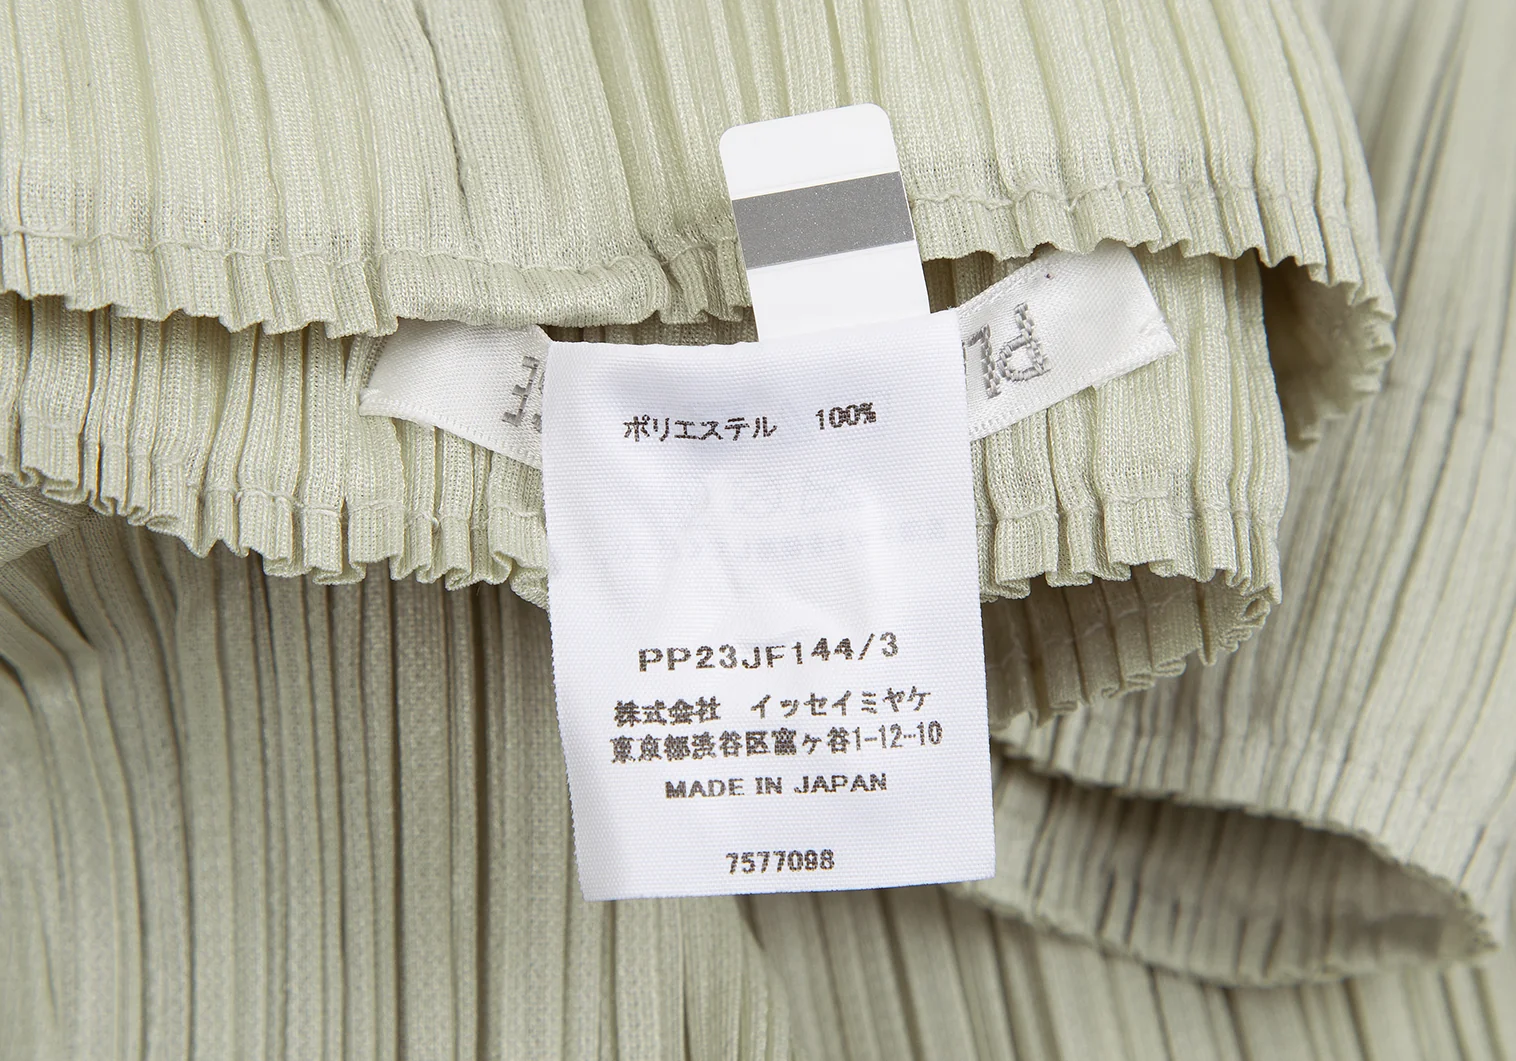 ポリエステル 100%
PP23JF144/3
株式会社 イッセイミヤケ
東京都渋谷区富ヶ谷1-12-10
MADE IN JAPAN
7577098